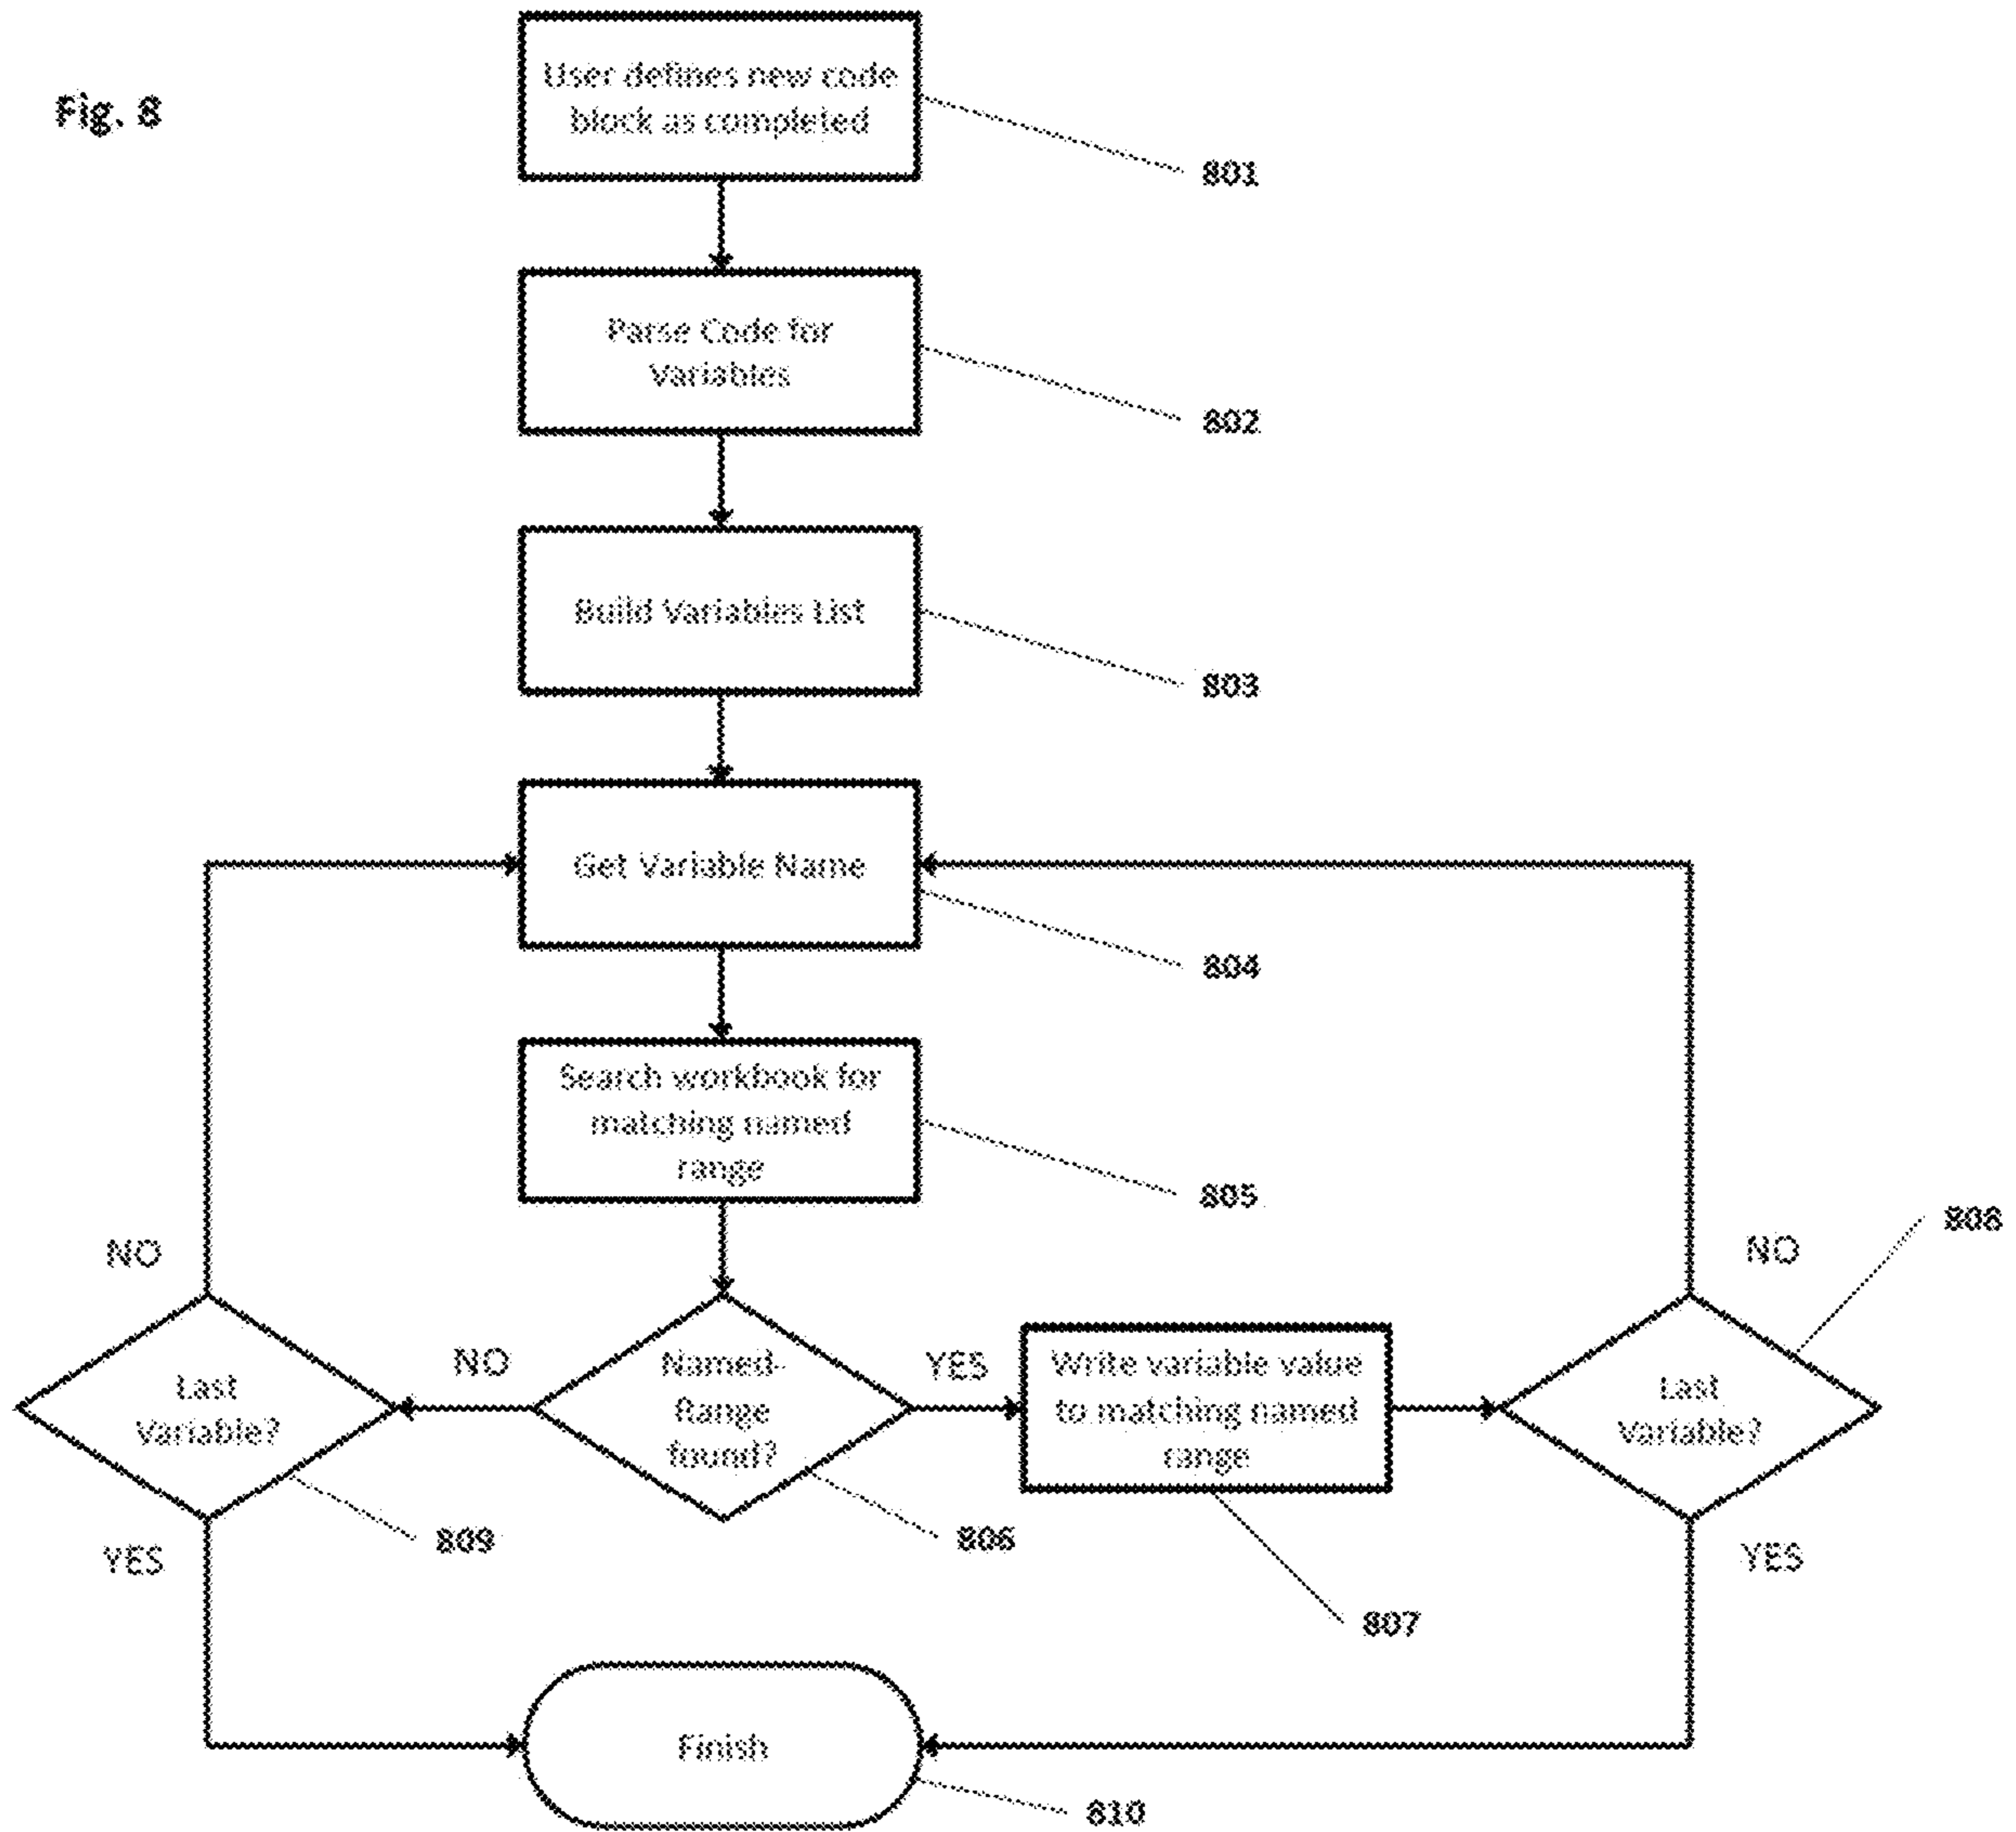 Fig. 8
User defines new code
block as completed
801
Parse Code for
Variables
802
Build Variables List
803
Get Variable Name
804
Search workbook for
matching named
range
805
NO
NO
808
Last
Variable?
NO
Named-
Range
found?
YES
Write variable value
to matching named
range
Last
Variable?
809
806
YES
YES
807
Finish
810